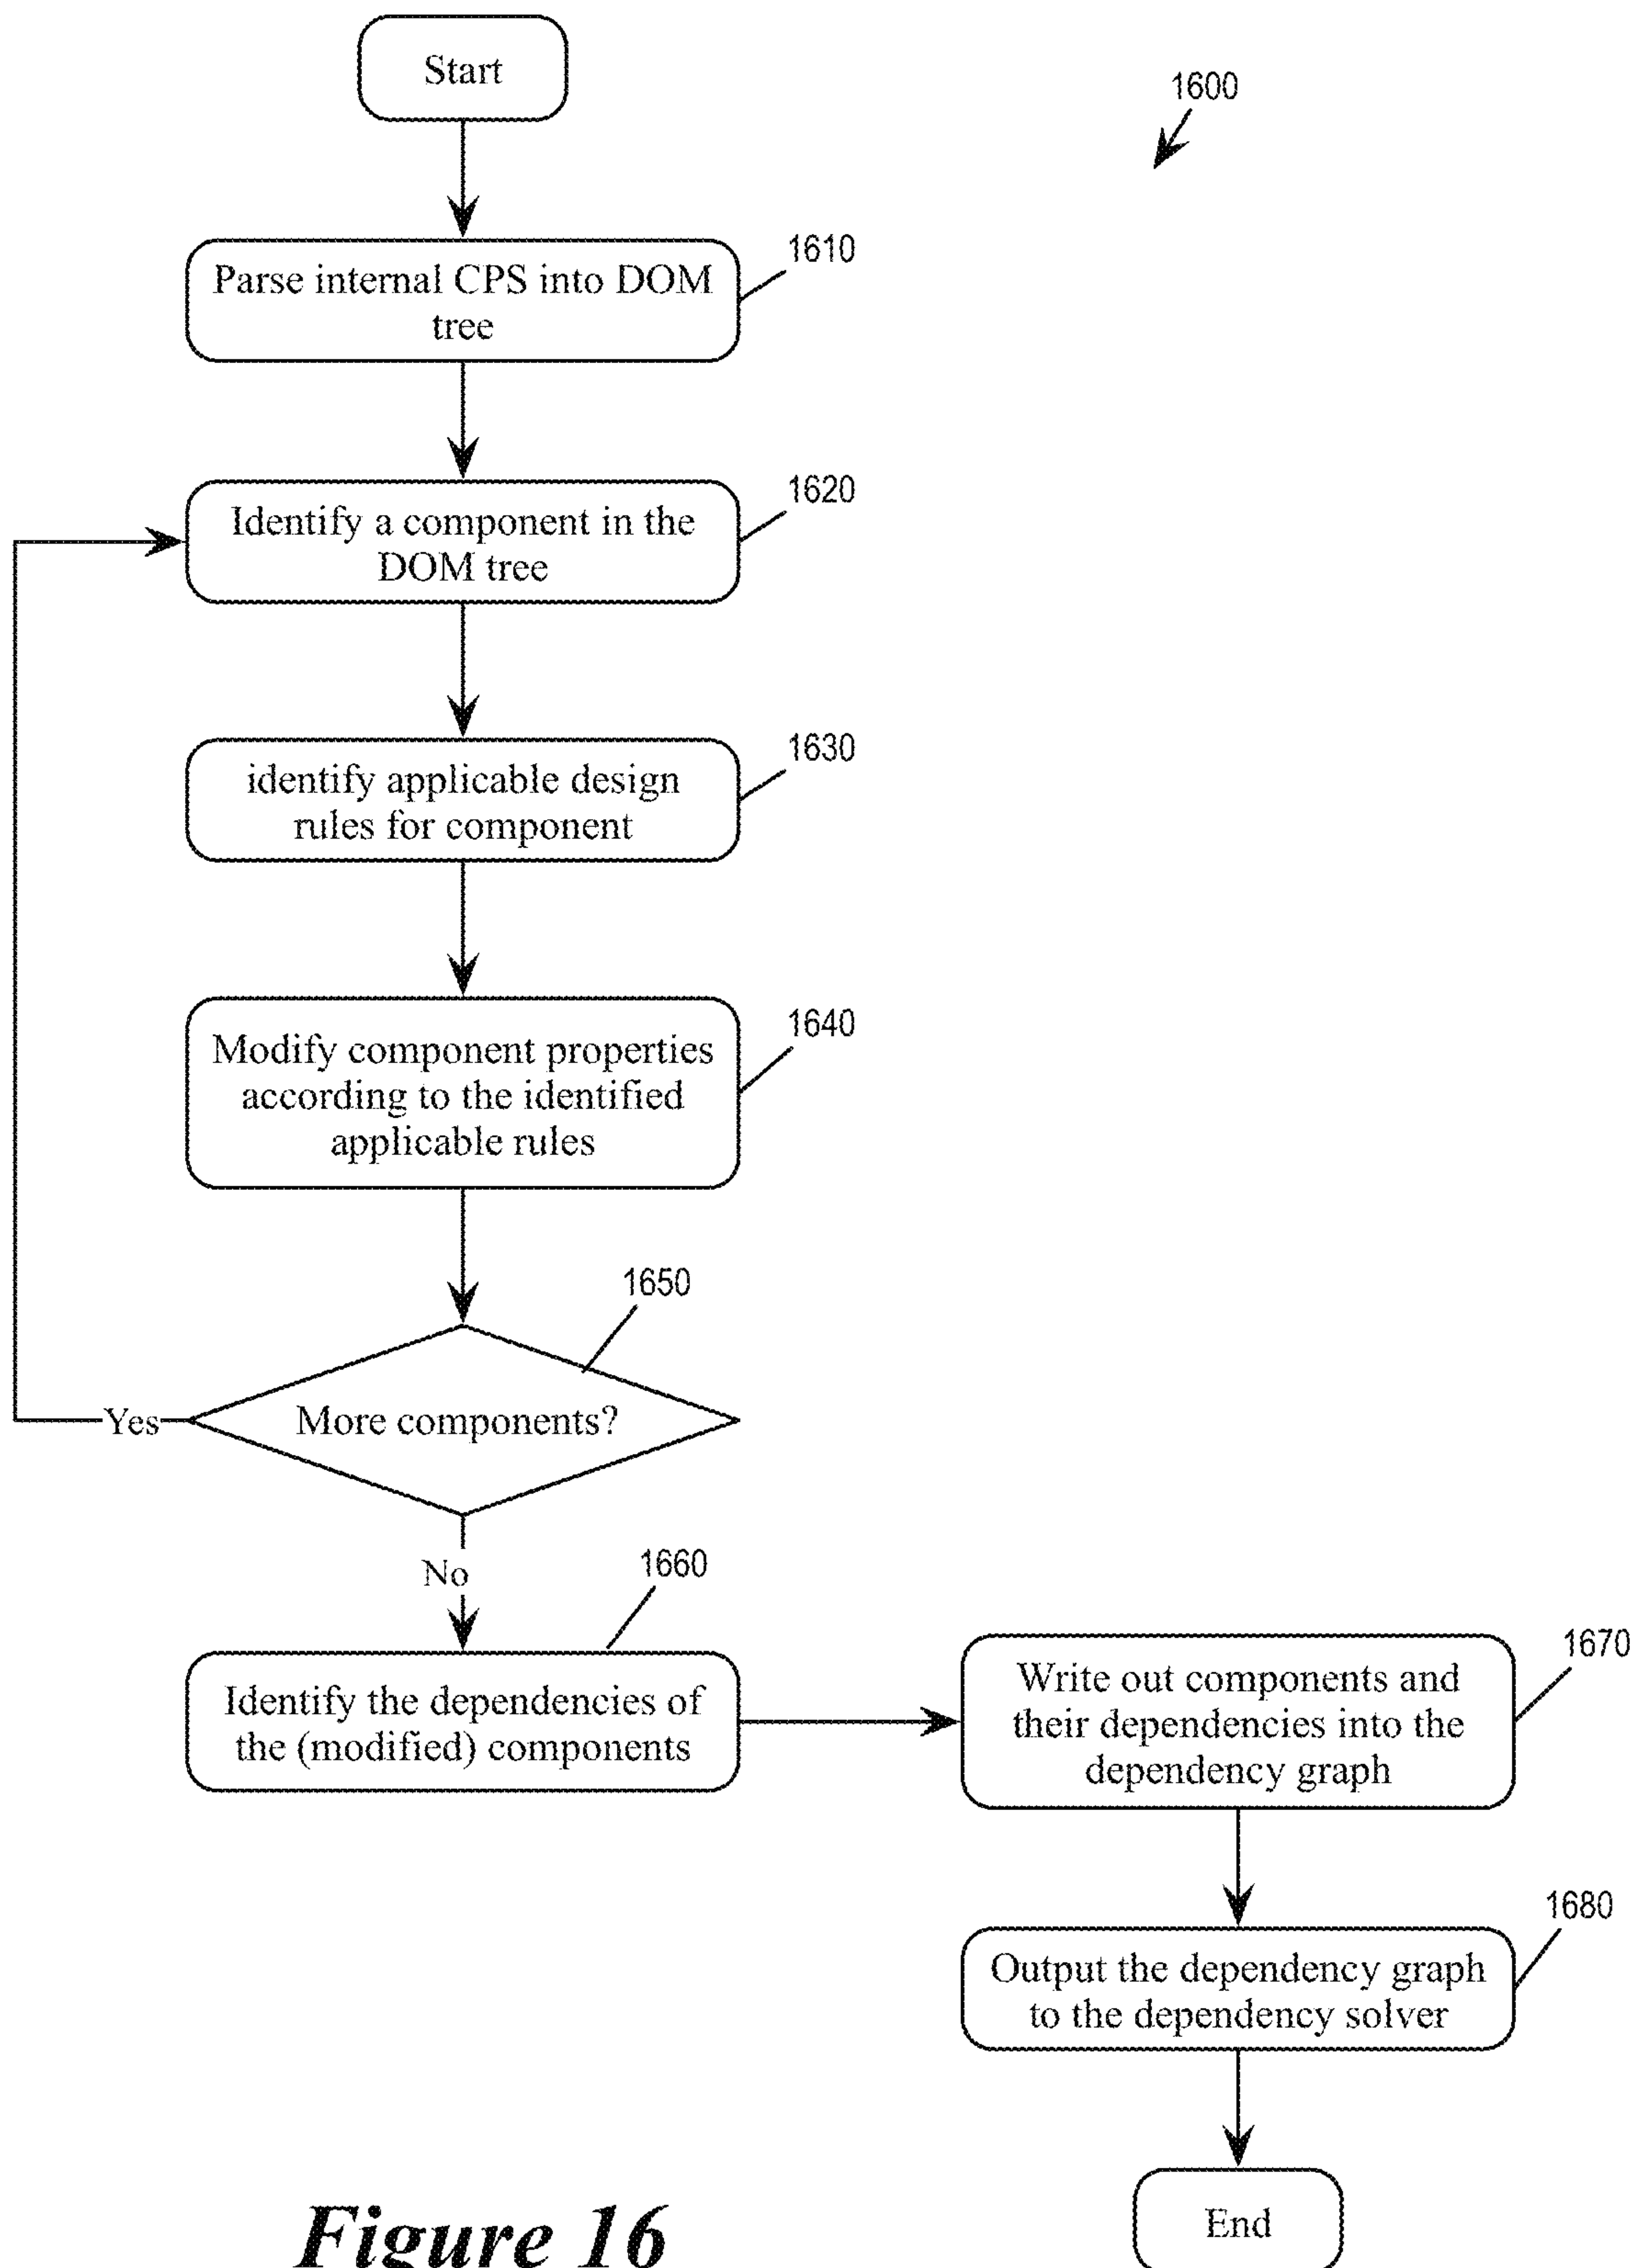 Start
1600
Parse internal CPS into DOM
tree
1610
Identify a component in the
DOM tree
1620
identify applicable design
rules for component
1630
Modify component properties
according to the identified
applicable rules
1640
1650
More components?
Yes
No
1660
Identify the dependencies of
the (modified) components
Write out components and
their dependencies into the
dependency graph
1670
Output the dependency graph
to the dependency solver
1680
End
Figure 16